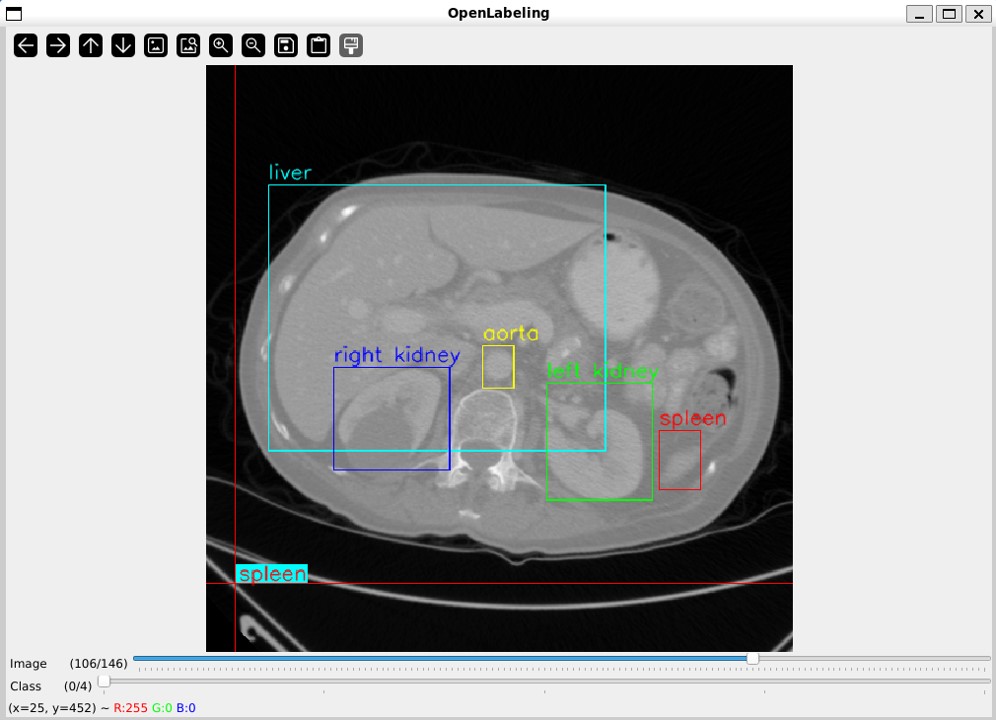 OpenLabeling
liver
aorta
right kidney
left kidney
spleen
spleen
Image (106/146)
Class (0/4)
(x=25, y=452) ~ R:255 G:0 B:0